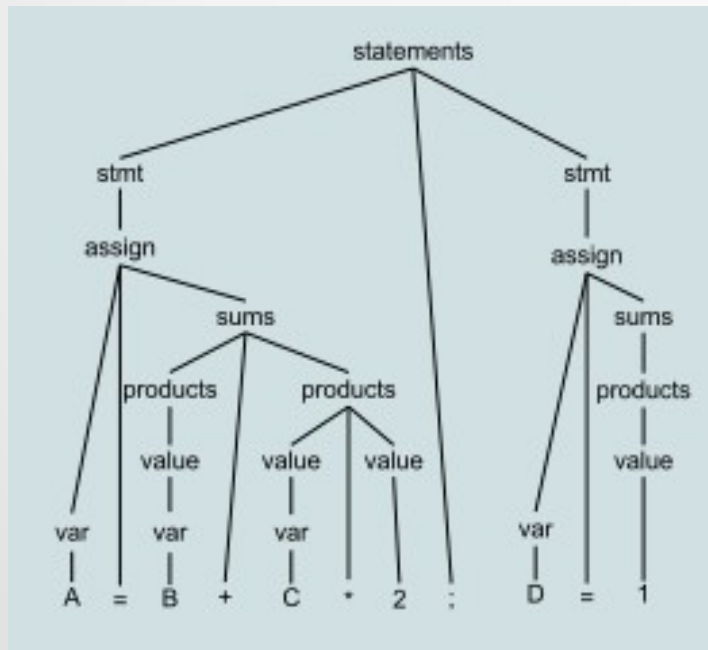 statements
stmt stmt
assign assign
sums sums
products products products
value value value value
var var var var
A = B + C * 2 ; D = 1